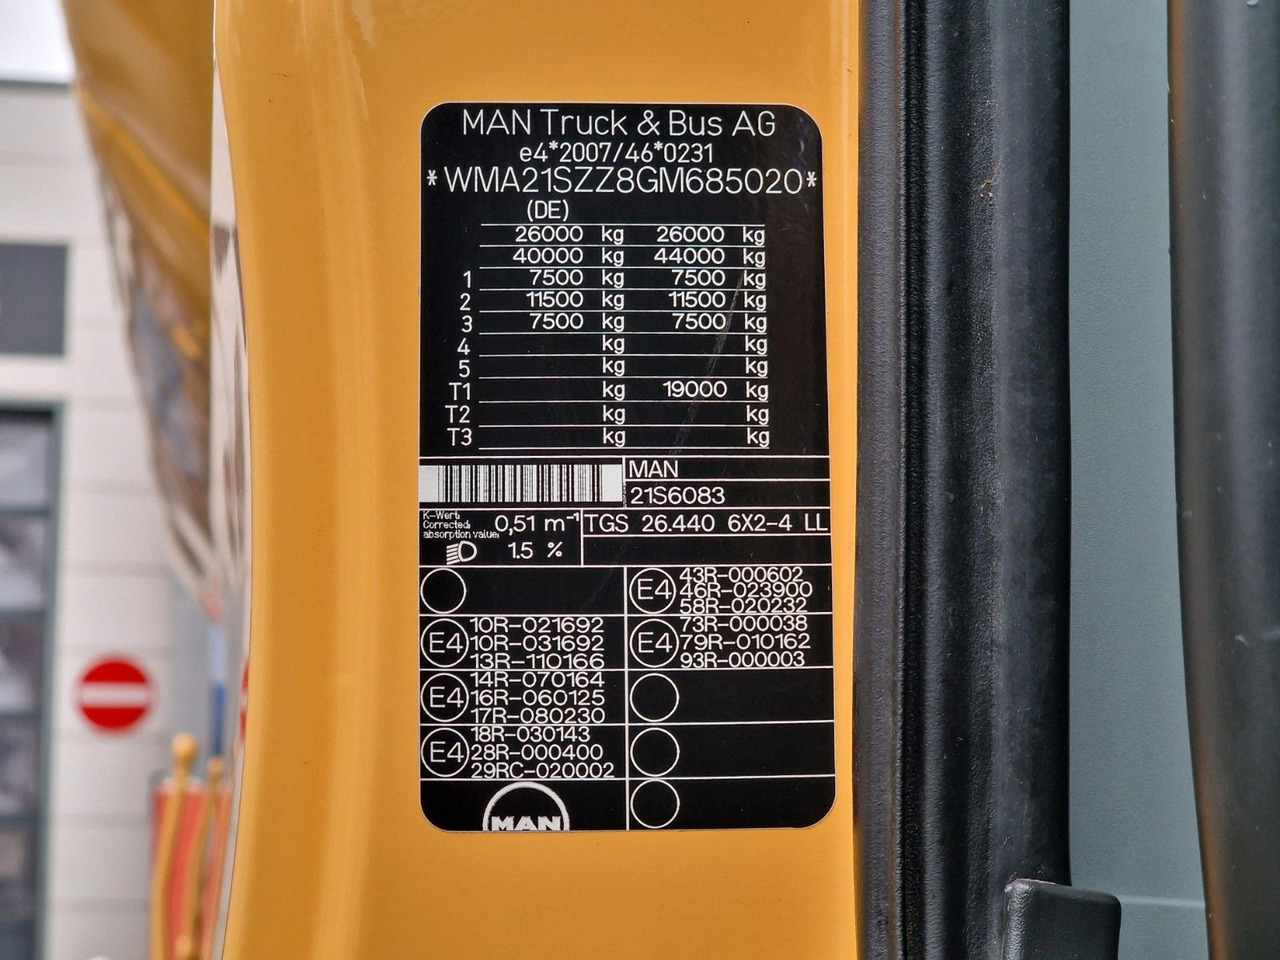 MAN Truck & Bus AG
e4*2007/46*0231
*WMA21SZZ8GM685020*
(DE)
26000 kg 26000 kg
40000 kg 44000 kg
1 7500 kg 7500 kg
2 11500 kg 11500 kg
3 7500 kg 7500 kg
4 kg kg
5 kg kg
T1 kg 19000 kg
T2 kg kg
T3 kg kg
MAN
21S6083
K-Wert:
Corrected
absorption value:
0,51 m⁻¹
1.5 %
TGS 26.440 6X2-4 LL
E4
43R-000602
46R-023900
58R-020232
E4
10R-021692
10R-031692
13R-110166
E4
73R-000038
79R-010162
93R-000003
E4
14R-070164
16R-060125
17R-080230
E4
18R-030143
28R-000400
29RC-020002
MAN